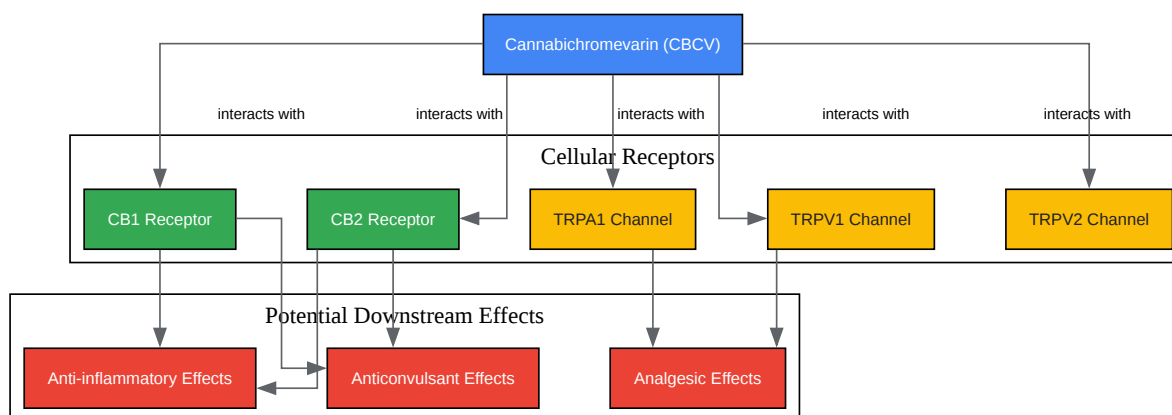 Cannabichromevarin (CBCV)
interacts with
interacts with
interacts with
interacts with
interacts with
Cellular Receptors
CB1 Receptor
CB2 Receptor
TRPA1 Channel
TRPV1 Channel
TRPV2 Channel
Potential Downstream Effects
Anti-inflammatory Effects
Anticonvulsant Effects
Analgesic Effects